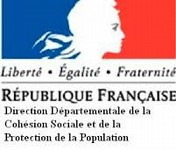 Liberté • Égalité • Fraternité
RÉPUBLIQUE FRANÇAISE
Direction Départementale de la
Cohésion Sociale et de la
Protection de la Population